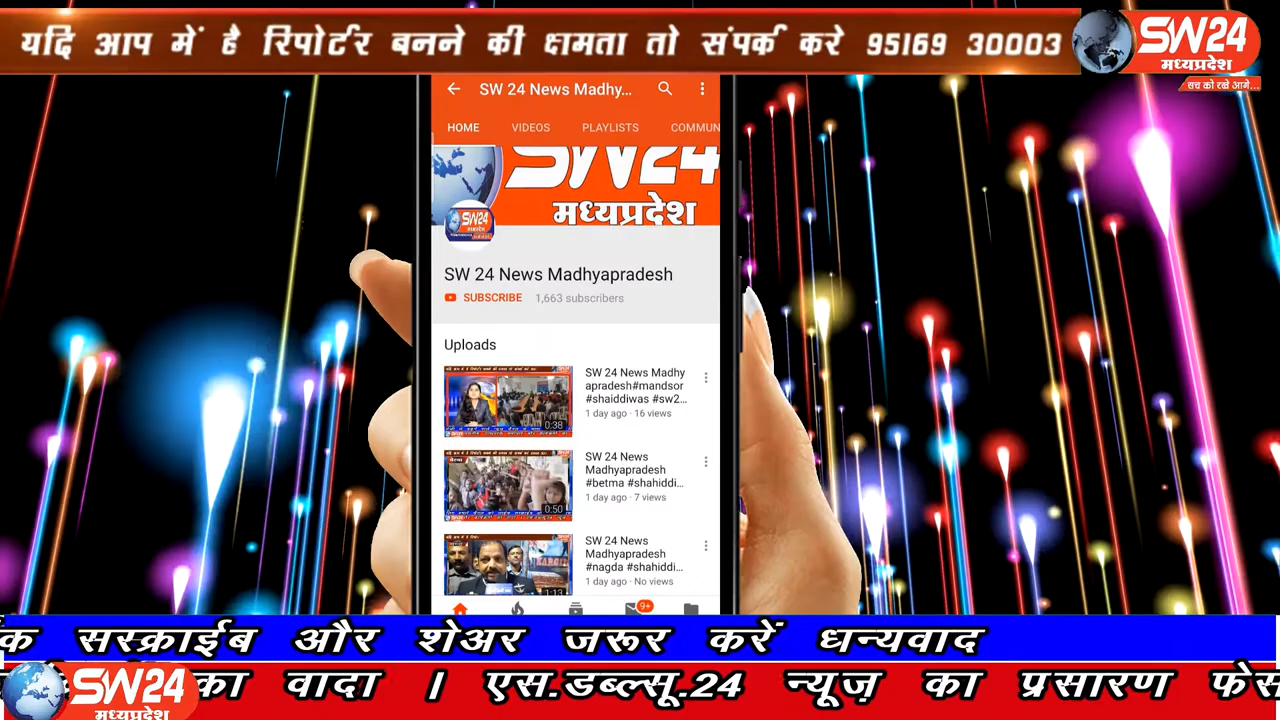 यदि आप में है रिपोर्टर बनने की क्षमता तो संपर्क करे 95169 30003
SW24
मध्यप्रदेश
सच को रखे आगे...
SW 24 News Madhy...
HOME VIDEOS PLAYLISTS COMMUN
SW24
मध्यप्रदेश
SW24
SW 24 News Madhyapradesh
SUBSCRIBE 1,663 subscribers
Uploads
SW 24 News Madhy
apradesh#mandsor
#shaiddiwas #sw2...
1 day ago · 16 views
0:38
SW 24 News
Madhyapradesh
#betma #shahiddi...
1 day ago · 7 views
0:50
SW 24 News
Madhyapradesh
#nagda #shahiddi...
1 day ago · No views
1:13
9+
क सस्क्राईब और शेअर जरूर करें धन्यवाद
SW24
मध्यप्रदेश
का वादा । एस.डब्ल्सू.24 न्यूज़ का प्रसारण फेस